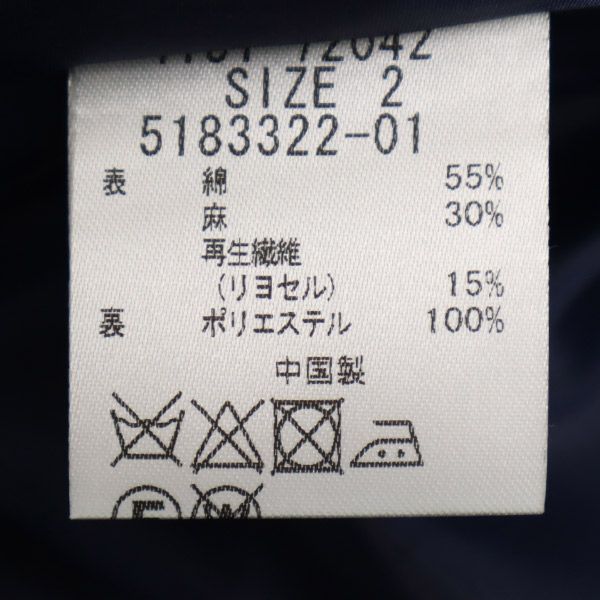 SIZE 2
5183322-01
表 綿 55%
麻 30%
再生繊維
(リヨセル) 15%
裏 ポリエステル 100%
中国製